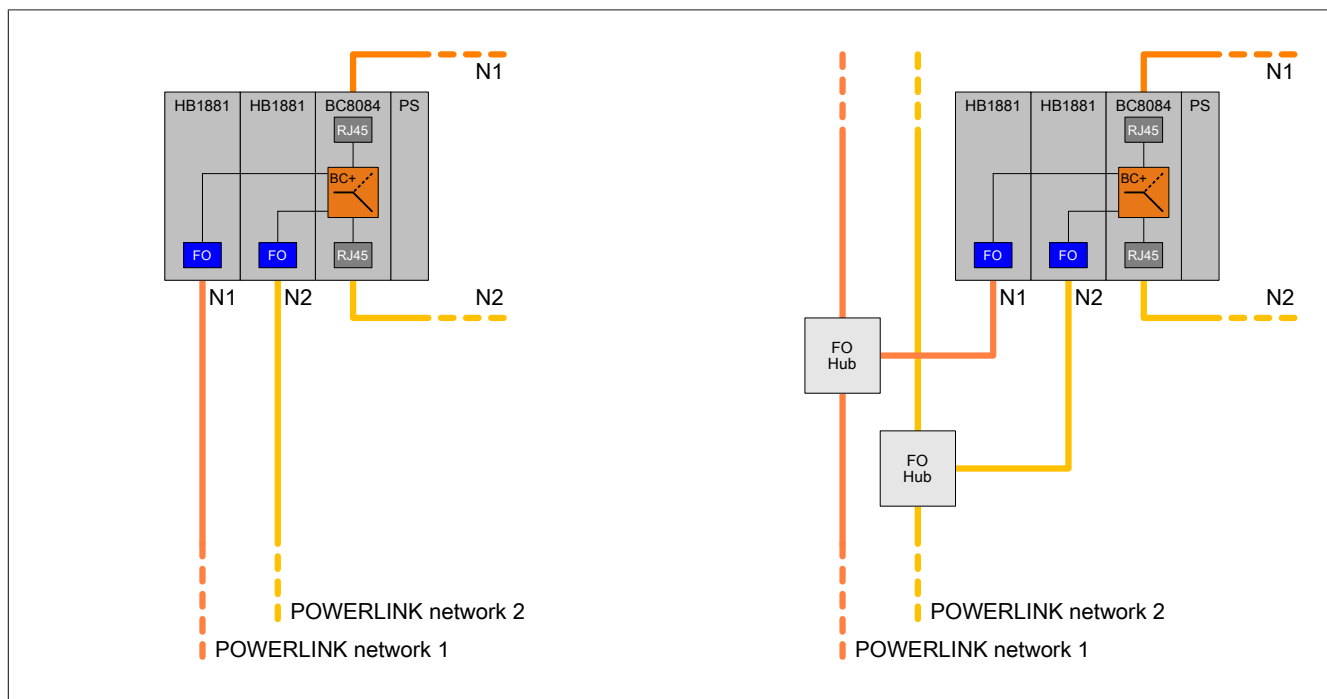 N1
HB1881 HB1881 BC8084 PS
RJ45
BC+
FO FO RJ45
N1 N2 N2
POWERLINK network 2
POWERLINK network 1
N1
HB1881 HB1881 BC8084 PS
RJ45
BC+
FO FO RJ45
N1 N2 N2
FO
Hub
FO
Hub
POWERLINK network 2
POWERLINK network 1